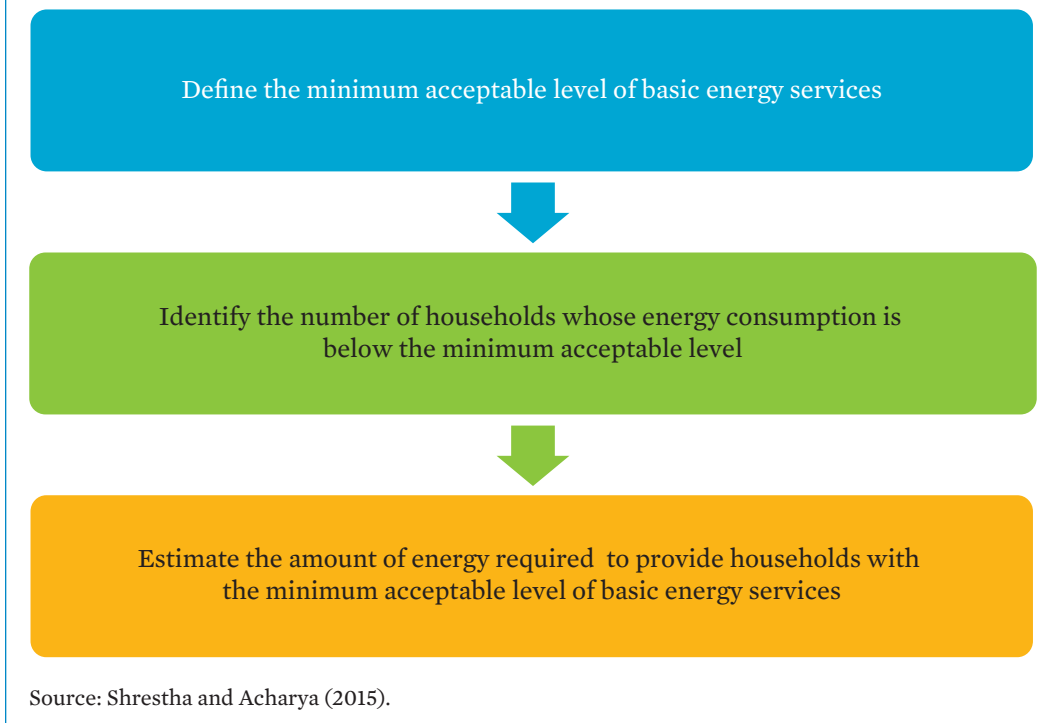 Define the minimum acceptable level of basic energy services
Identify the number of households whose energy consumption is
below the minimum acceptable level
Estimate the amount of energy required to provide households with
the minimum acceptable level of basic energy services
Source: Shrestha and Acharya (2015).